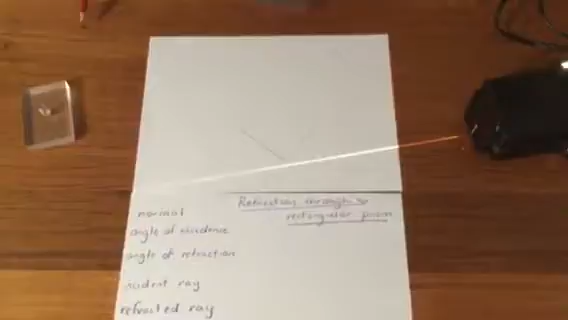 Refraction through a
rectangular prism
normal
angle of incidence
angle of refraction
incident ray
refracted ray